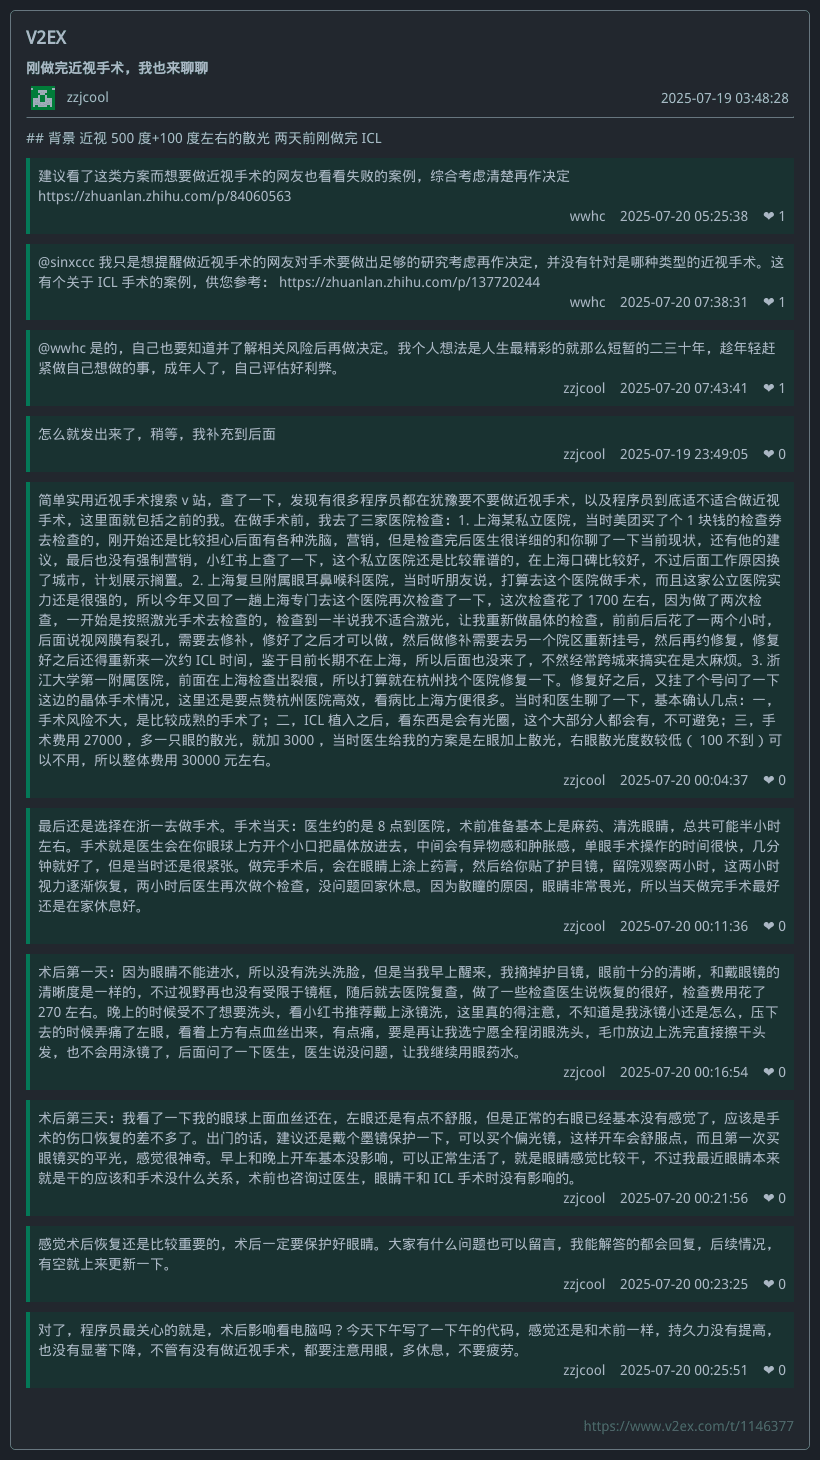 V2EX
刚做完近视手术，我也来聊聊
zzjcool
2025-07-19 03:48:28
## 背景 近视 500 度+100 度左右的散光 两天前刚做完 ICL
建议看了这类方案而想要做近视手术的网友也看看失败的案例，综合考虑清楚再作决定
https://zhuanlan.zhihu.com/p/84060563
wwhc 2025-07-20 05:25:38 ❤ 1
@sinxccc 我只是想提醒做近视手术的网友对手术要做出足够的研究考虑再作决定，并没有针对是哪种类型的近视手术。这
有个关于 ICL 手术的案例，供您参考： https://zhuanlan.zhihu.com/p/137720244
wwhc 2025-07-20 07:38:31 ❤ 1
@wwhc 是的，自己也要知道并了解相关风险后再做决定。我个人想法是人生最精彩的就那么短暂的二三十年，趁年轻赶
紧做自己想做的事，成年人了，自己评估好利弊。
zzjcool 2025-07-20 07:43:41 ❤ 1
怎么就发出来了，稍等，我补充到后面
zzjcool 2025-07-19 23:49:05 ❤ 0
简单实用近视手术搜索 v 站，查了一下，发现有很多程序员都在犹豫要不要做近视手术，以及程序员到底适不适合做近视
手术，这里面就包括之前的我。在做手术前，我去了三家医院检查：1. 上海某私立医院，当时美团买了个 1 块钱的检查券
去检查的，刚开始还是比较担心后面有各种洗脑，营销，但是检查完后医生很详细的和你聊了一下当前现状，还有他的建
议，最后也没有强制营销，小红书上查了一下，这个私立医院还是比较靠谱的，在上海口碑比较好，不过后面工作原因换
了城市，计划展示搁置。2. 上海复旦附属眼耳鼻喉科医院，当时听朋友说，打算去这个医院做手术，而且这家公立医院实
力还是很强的，所以今年又回了一趟上海专门去这个医院再次检查了一下，这次检查花了 1700 左右，因为做了两次检
查，一开始是按照激光手术去检查的，检查到一半说我不适合激光，让我重新做晶体的检查，前前后后花了一两个小时，
后面说视网膜有裂孔，需要去修补，修好了之后才可以做，然后做修补需要去另一个院区重新挂号，然后再约修复，修复
好之后还得重新来一次约 ICL 时间，鉴于目前长期不在上海，所以后面也没来了，不然经常跨城来搞实在是太麻烦。3. 浙
江大学第一附属医院，前面在上海检查出裂痕，所以打算就在杭州找个医院修复一下。修复好之后，又挂了个号问了一下
这边的晶体手术情况，这里还是要点赞杭州医院高效，看病比上海方便很多。当时和医生聊了一下，基本确认几点：一，
手术风险不大，是比较成熟的手术了；二，ICL 植入之后，看东西是会有光圈，这个大部分人都会有，不可避免；三，手
术费用 27000 ，多一只眼的散光，就加 3000 ，当时医生给我的方案是左眼加上散光，右眼散光度数较低（ 100 不到 ）可
以不用，所以整体费用 30000 元左右。
zzjcool 2025-07-20 00:04:37 ❤ 0
最后还是选择在浙一去做手术。手术当天：医生约的是 8 点到医院，术前准备基本上是麻药、清洗眼睛，总共可能半小时
左右。手术就是医生会在你眼球上方开个小口把晶体放进去，中间会有异物感和肿胀感，单眼手术操作的时间很快，几分
钟就好了，但是当时还是很紧张。做完手术后，会在眼睛上涂上药膏，然后给你贴了护目镜，留院观察两小时，这两小时
视力逐渐恢复，两小时后医生再次做个检查，没问题回家休息。因为散瞳的原因，眼睛非常畏光，所以当天做完手术最好
还是在家休息好。
zzjcool 2025-07-20 00:11:36 ❤ 0
术后第一天：因为眼睛不能进水，所以没有洗头洗脸，但是当我早上醒来，我摘掉护目镜，眼前十分的清晰，和戴眼镜的
清晰度是一样的，不过视野再也没有受限于镜框，随后就去医院复查，做了一些检查医生说恢复的很好，检查费用花了
270 左右。晚上的时候受不了想要洗头，看小红书推荐戴上泳镜洗，这里真的得注意，不知道是我泳镜小还是怎么，压下
去的时候弄痛了左眼，看着上方有点血丝出来，有点痛，要是再让我选宁愿全程闭眼洗头，毛巾放边上洗完直接擦干头
发，也不会用泳镜了，后面问了一下医生，医生说没问题，让我继续用眼药水。
zzjcool 2025-07-20 00:16:54 ❤ 0
术后第三天：我看了一下我的眼球上面血丝还在，左眼还是有点不舒服，但是正常的右眼已经基本没有感觉了，应该是手
术的伤口恢复的差不多了。出门的话，建议还是戴个墨镜保护一下，可以买个偏光镜，这样开车会舒服点，而且第一次买
眼镜买的平光，感觉很神奇。早上和晚上开车基本没影响，可以正常生活了，就是眼睛感觉比较干，不过我最近眼睛本来
就是干的应该和手术没什么关系，术前也咨询过医生，眼睛干和 ICL 手术时没有影响的。
zzjcool 2025-07-20 00:21:56 ❤ 0
感觉术后恢复还是比较重要的，术后一定要保护好眼睛。大家有什么问题也可以留言，我能解答的都会回复，后续情况，
有空就上来更新一下。
zzjcool 2025-07-20 00:23:25 ❤ 0
对了，程序员最关心的就是，术后影响看电脑吗？今天下午写了一下午的代码，感觉还是和术前一样，持久力没有提高，
也没有显著下降，不管有没有做近视手术，都要注意用眼，多休息，不要疲劳。
zzjcool 2025-07-20 00:25:51 ❤ 0
https://www.v2ex.com/t/1146377